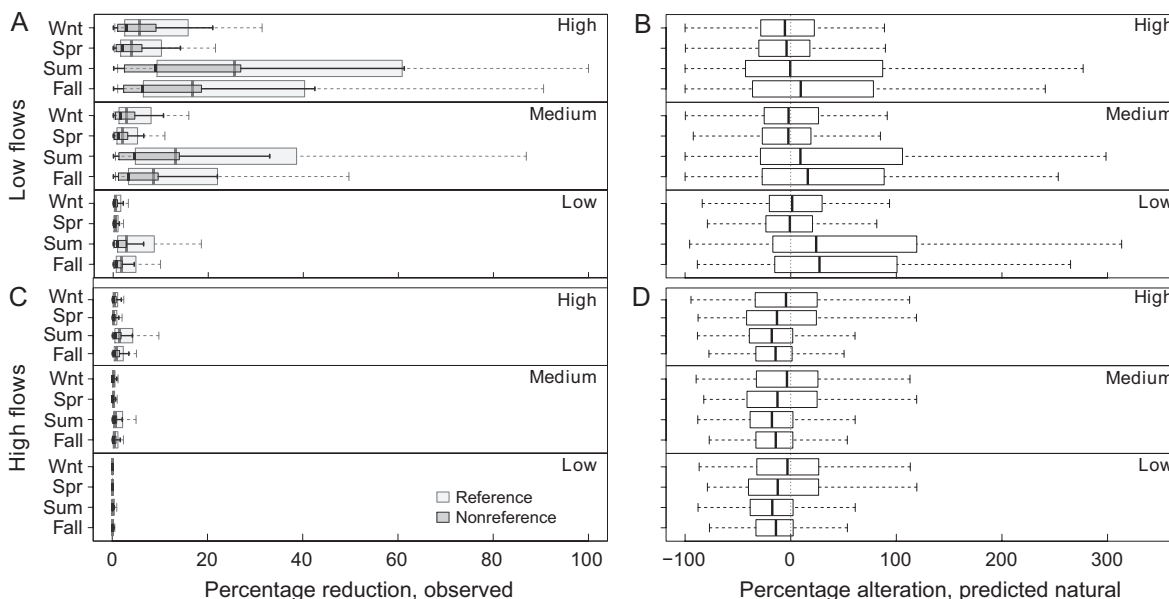 A
B
Low flows
High
Wnt
Spr
Sum
Fall
Medium
Wnt
Spr
Sum
Fall
Low
Wnt
Spr
Sum
Fall
High
Medium
Low
C
D
High flows
High
Wnt
Spr
Sum
Fall
Medium
Wnt
Spr
Sum
Fall
Low
Wnt
Spr
Sum
Fall
Reference
Nonreference
High
Medium
Low
0 20 40 60 80 100
Percentage reduction, observed
−100 0 100 200 300
Percentage alteration, predicted natural